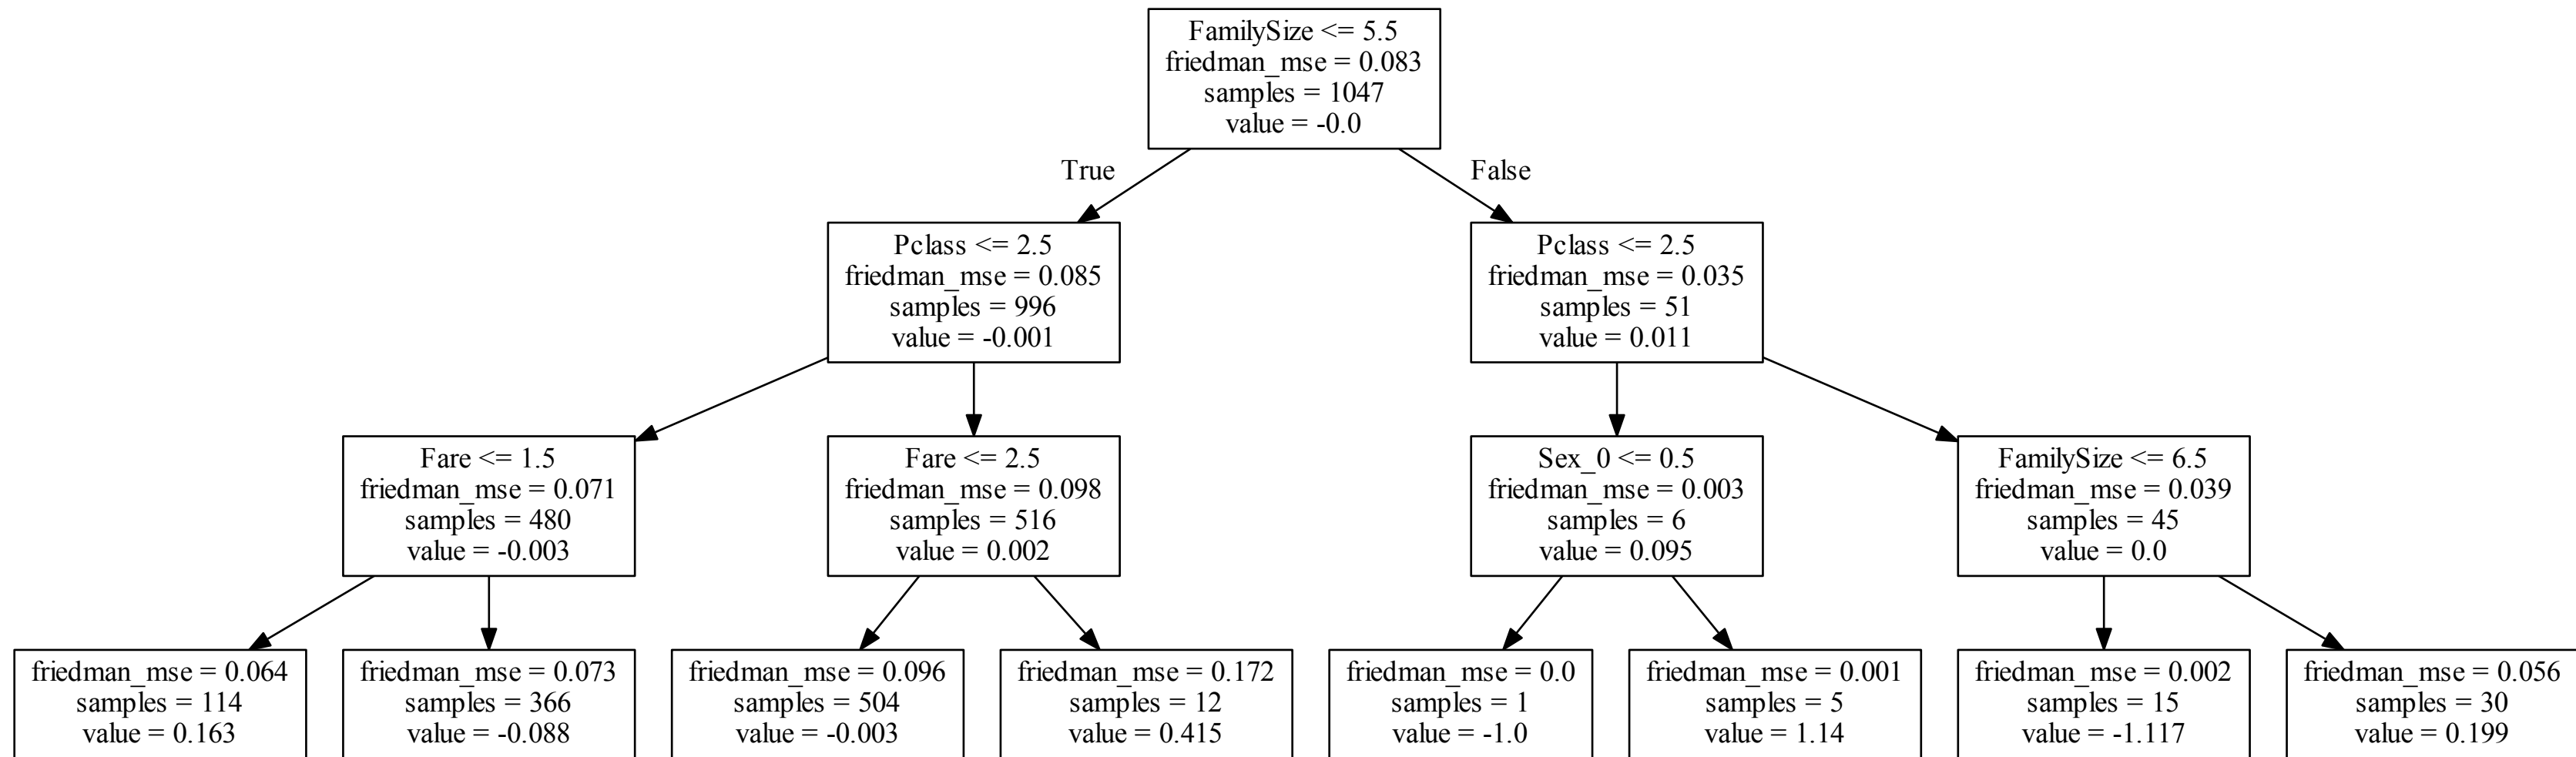 FamilySize <= 5.5
friedman_mse = 0.083
samples = 1047
value = -0.0
True
False
Pclass <= 2.5
friedman_mse = 0.085
samples = 996
value = -0.001
Pclass <= 2.5
friedman_mse = 0.035
samples = 51
value = 0.011
Fare <= 1.5
friedman_mse = 0.071
samples = 480
value = -0.003
Fare <= 2.5
friedman_mse = 0.098
samples = 516
value = 0.002
Sex_0 <= 0.5
friedman_mse = 0.003
samples = 6
value = 0.095
FamilySize <= 6.5
friedman_mse = 0.039
samples = 45
value = 0.0
friedman_mse = 0.064
samples = 114
value = 0.163
friedman_mse = 0.073
samples = 366
value = -0.088
friedman_mse = 0.096
samples = 504
value = -0.003
friedman_mse = 0.172
samples = 12
value = 0.415
friedman_mse = 0.0
samples = 1
value = -1.0
friedman_mse = 0.001
samples = 5
value = 1.14
friedman_mse = 0.002
samples = 15
value = -1.117
friedman_mse = 0.056
samples = 30
value = 0.199